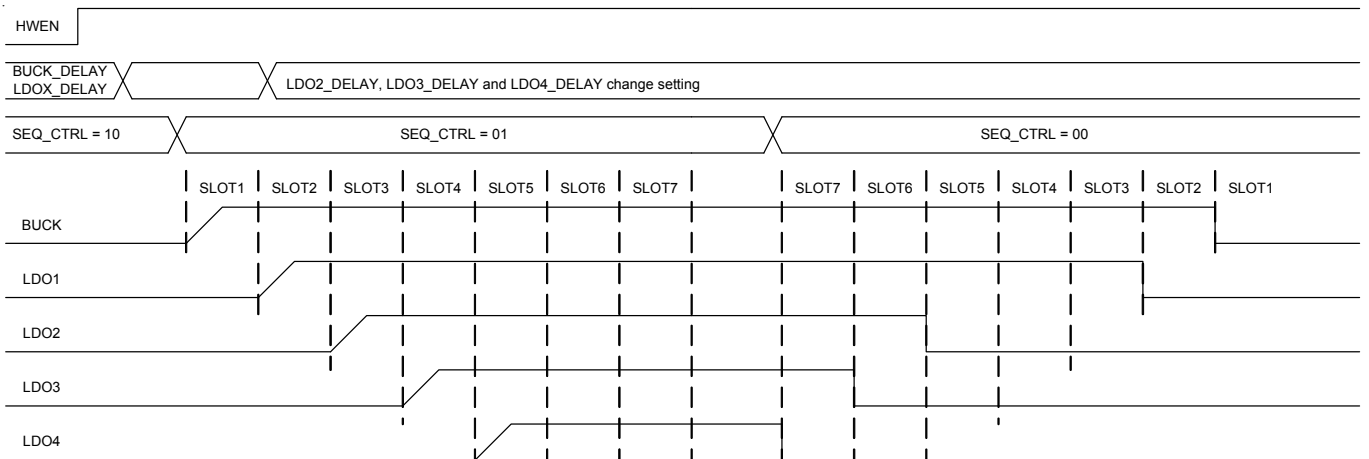 HWEN
BUCK_DELAY
LDOX_DELAY
LDO2_DELAY, LDO3_DELAY and LDO4_DELAY change setting
SEQ_CTRL = 10 SEQ_CTRL = 01 SEQ_CTRL = 00
SLOT1 SLOT2 SLOT3 SLOT4 SLOT5 SLOT6 SLOT7 SLOT7 SLOT6 SLOT5 SLOT4 SLOT3 SLOT2 SLOT1
BUCK
LDO1
LDO2
LDO3
LDO4